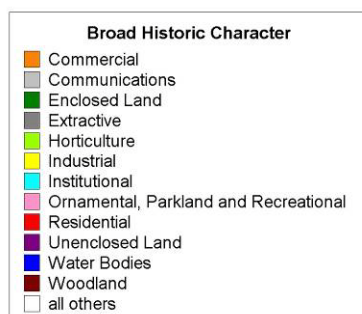 Broad Historic Character
Commercial
Communications
Enclosed Land
Extractive
Horticulture
Industrial
Institutional
Ornamental, Parkland and Recreational
Residential
Unenclosed Land
Water Bodies
Woodland
all others